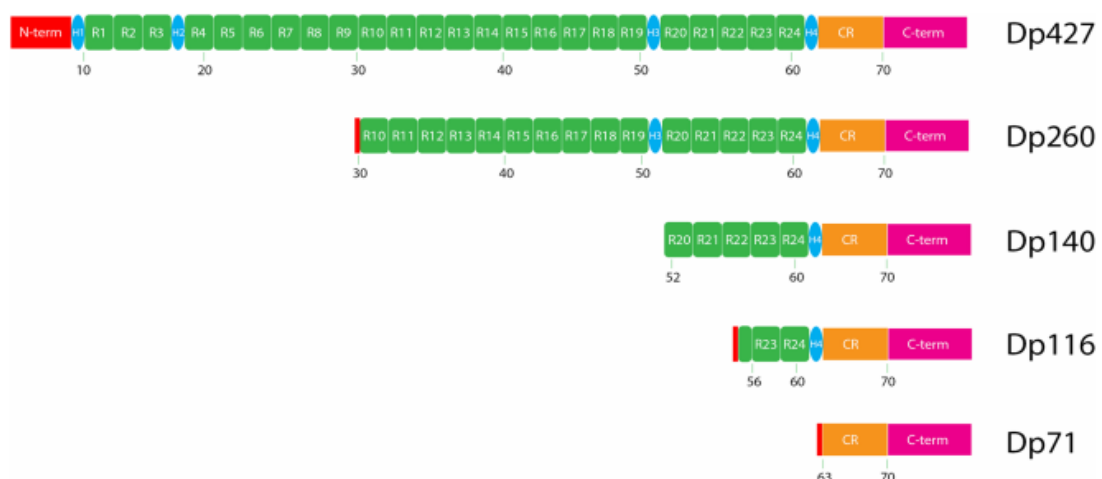 N-term H1 R1 R2 R3 H2 R4 R5 R6 R7 R8 R9 R10 R11 R12 R13 R14 R15 R16 R17 R18 R19 H3 R20 R21 R22 R23 R24 H4 CR C-term Dp427
10 20 30 40 50 60 70
R10 R11 R12 R13 R14 R15 R16 R17 R18 R19 H3 R20 R21 R22 R23 R24 H4 CR C-term Dp260
30 40 50 60 70
R20 R21 R22 R23 R24 H4 CR C-term Dp140
52 60 70
R23 R24 H4 CR C-term Dp116
56 60 70
CR C-term Dp71
63 70